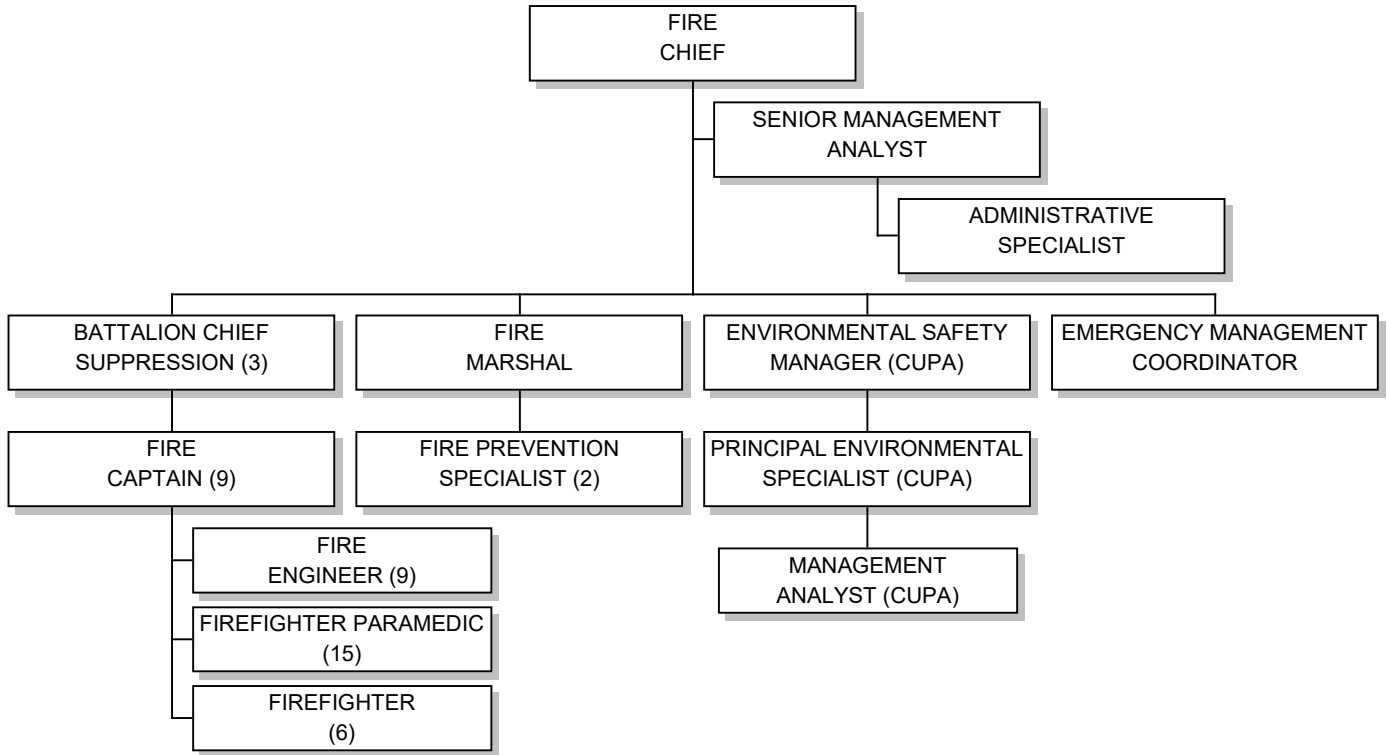 FIRE
CHIEF
SENIOR MANAGEMENT
ANALYST
ADMINISTRATIVE
SPECIALIST
BATTALION CHIEF
SUPPRESSION (3)
FIRE
MARSHAL
ENVIRONMENTAL SAFETY
MANAGER (CUPA)
EMERGENCY MANAGEMENT
COORDINATOR
FIRE
CAPTAIN (9)
FIRE PREVENTION
SPECIALIST (2)
PRINCIPAL ENVIRONMENTAL
SPECIALIST (CUPA)
FIRE
ENGINEER (9)
MANAGEMENT
ANALYST (CUPA)
FIREFIGHTER PARAMEDIC
(15)
FIREFIGHTER
(6)